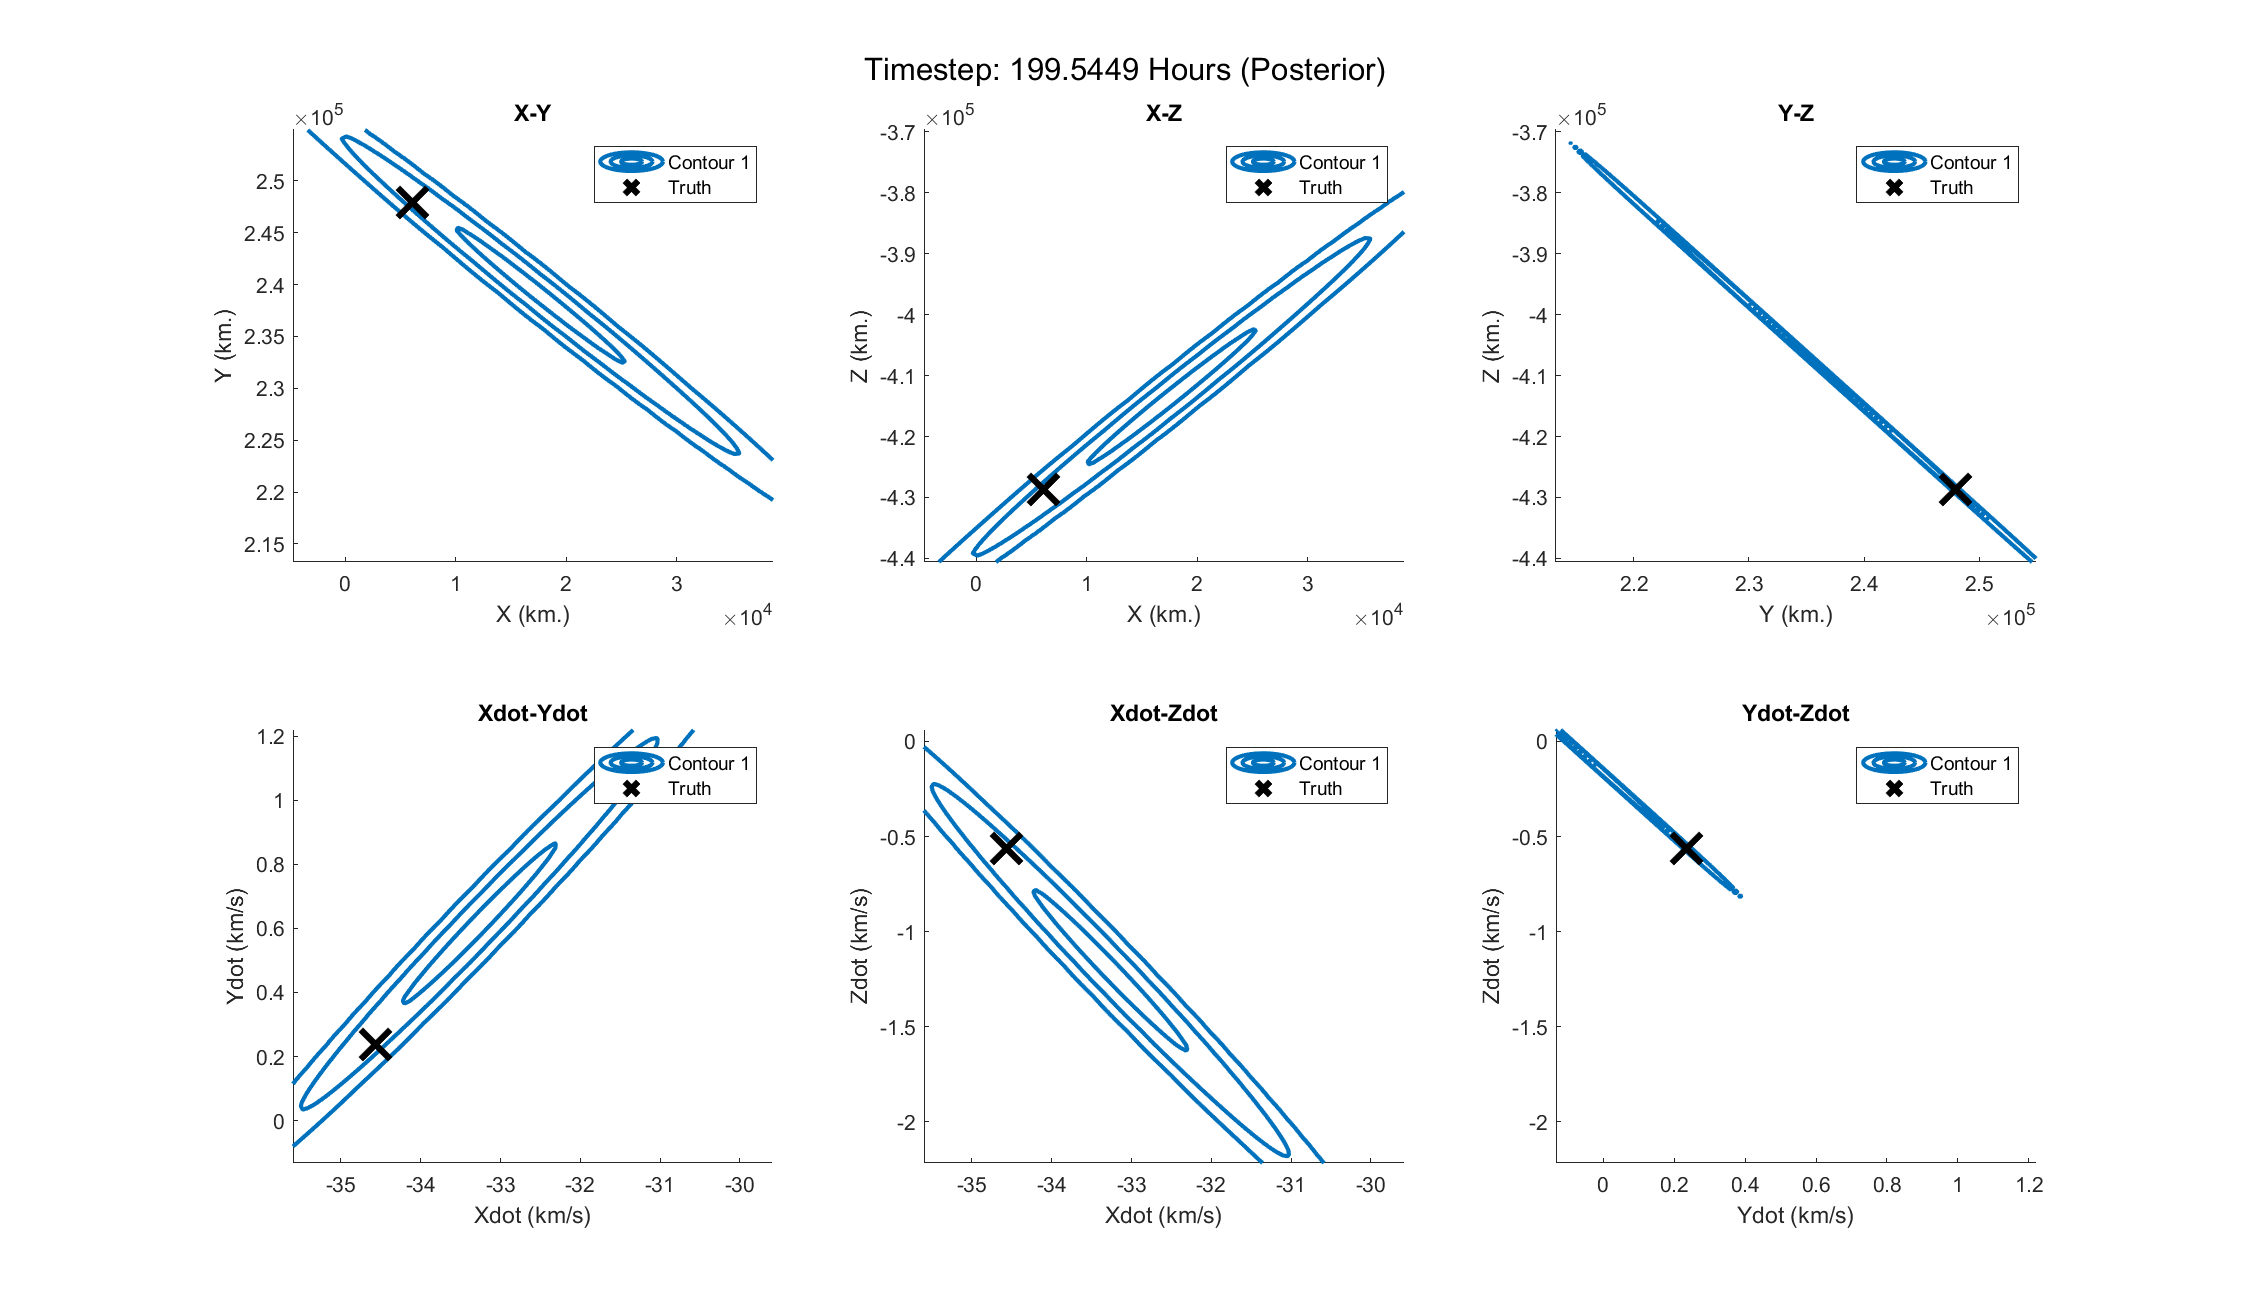 Timestep: 199.5449 Hours (Posterior)
X-Y
×10^5
2.5
2.45
2.4
2.35
2.3
2.25
2.2
2.15
Y (km.)
0 1 2 3
X (km.)
×10^4
Contour 1
Truth
X-Z
×10^5
-3.7
-3.8
-3.9
-4
-4.1
-4.2
-4.3
-4.4
Z (km.)
0 1 2 3
X (km.)
×10^4
Contour 1
Truth
Y-Z
×10^5
-3.7
-3.8
-3.9
-4
-4.1
-4.2
-4.3
-4.4
Z (km.)
2.2 2.3 2.4 2.5
Y (km.)
×10^5
Contour 1
Truth
Xdot-Ydot
1.2
1
0.8
0.6
0.4
0.2
0
Ydot (km/s)
-35 -34 -33 -32 -31 -30
Xdot (km/s)
Contour 1
Truth
Xdot-Zdot
0
-0.5
-1
-1.5
-2
Zdot (km/s)
-35 -34 -33 -32 -31 -30
Xdot (km/s)
Contour 1
Truth
Ydot-Zdot
0
-0.5
-1
-1.5
-2
Zdot (km/s)
0 0.2 0.4 0.6 0.8 1 1.2
Ydot (km/s)
Contour 1
Truth